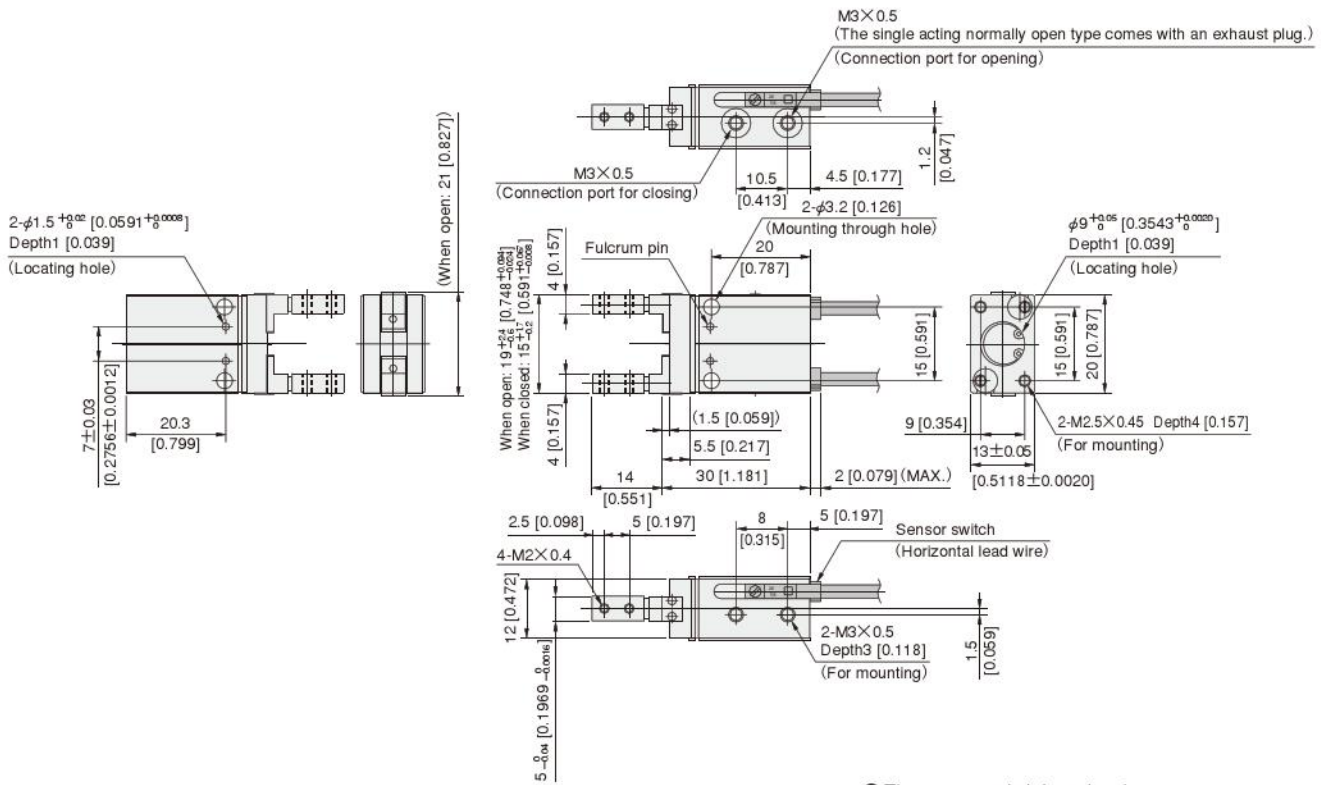 M3×0.5
(The single acting normally open type comes with an exhaust plug.)
(Connection port for opening)
M3×0.5
(Connection port for closing)
10.5
[0.413]
4.5 [0.177]
1.2
[0.047]
2-φ1.5 +0.02 0 [0.0591 +0.0008 0]
Depth1 [0.039]
(Locating hole)
(When open: 21 [0.827])
7±0.03
[0.2756±0.0012]
20.3
[0.799]
2-φ3.2 [0.126]
(Mounting through hole)
Fulcrum pin
20
[0.787]
4 [0.157]
When open: 19 +2.4 -0.6 [0.748 +0.094 -0.024]
When closed: 15 +1.7 -0.2 [0.591 +0.067 -0.008]
4 [0.157]
(1.5 [0.059])
5.5 [0.217]
14
[0.551]
30 [1.181]
2 [0.079] (MAX.)
15 [0.591]
φ9 +0.05 0 [0.3543 +0.0020 0]
Depth1 [0.039]
(Locating hole)
15 [0.591]
20 [0.787]
9 [0.354]
13±0.05
[0.5118±0.0020]
2-M2.5×0.45 Depth4 [0.157]
(For mounting)
2.5 [0.098]
5 [0.197]
8
[0.315]
5 [0.197]
Sensor switch
(Horizontal lead wire)
4-M2×0.4
12 [0.472]
5 0 -0.04 [0.1969 0 -0.0016]
2-M3×0.5
Depth3 [0.118]
(For mounting)
1.5
[0.059]